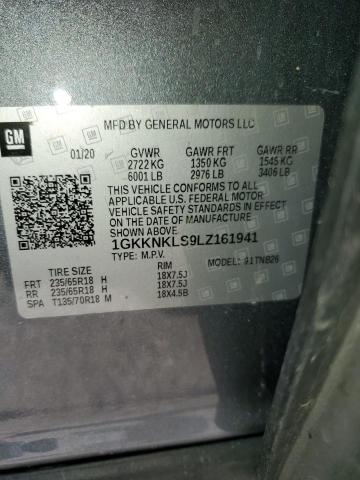 GM
MFD BY GENERAL MOTORS LLC
01/20 GVWR GAWR FRT GAWR RR
2722 KG 1350 KG 1545 KG
6001 LB 2976 LB 3406 LB
THIS VEHICLE CONFORMS TO ALL
APPLICABLE U.S. FEDERAL MOTOR
VEHICLE SAFETY STANDARDS IN EFFECT
ON THE DATE OF MANUFACTURE
SHOWN ABOVE.
1GKKNKLS9LZ161941
TYPE: M.P.V. MODEL: 91TNB26
TIRE SIZE RIM
FRT 235/65R18 H 18X7.5J
RR 235/65R18 H 18X7.5J
SPA T135/70R18 M 18X4.5B